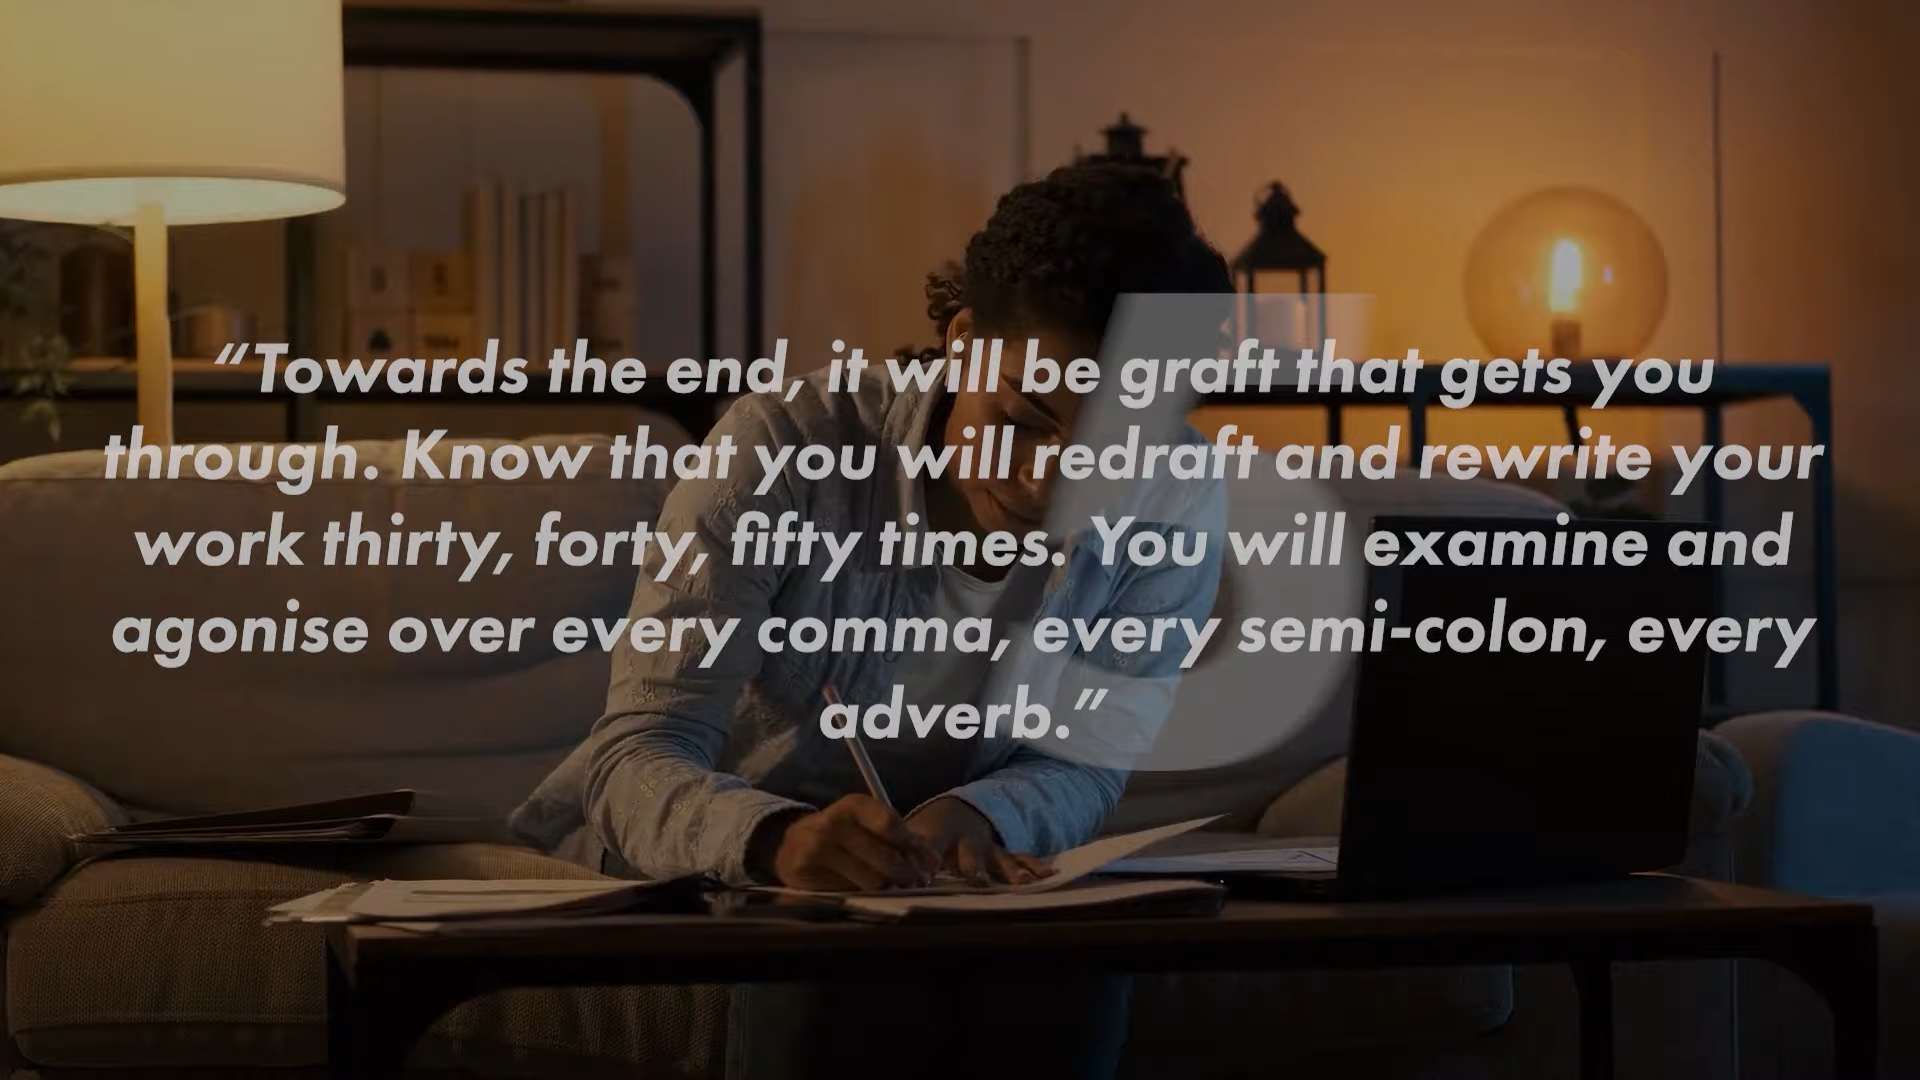 “Towards the end, it will be graft that gets you
through. Know that you will redraft and rewrite your
work thirty, forty, fifty times. You will examine and
agonise over every comma, every semi-colon, every
adverb.”
5